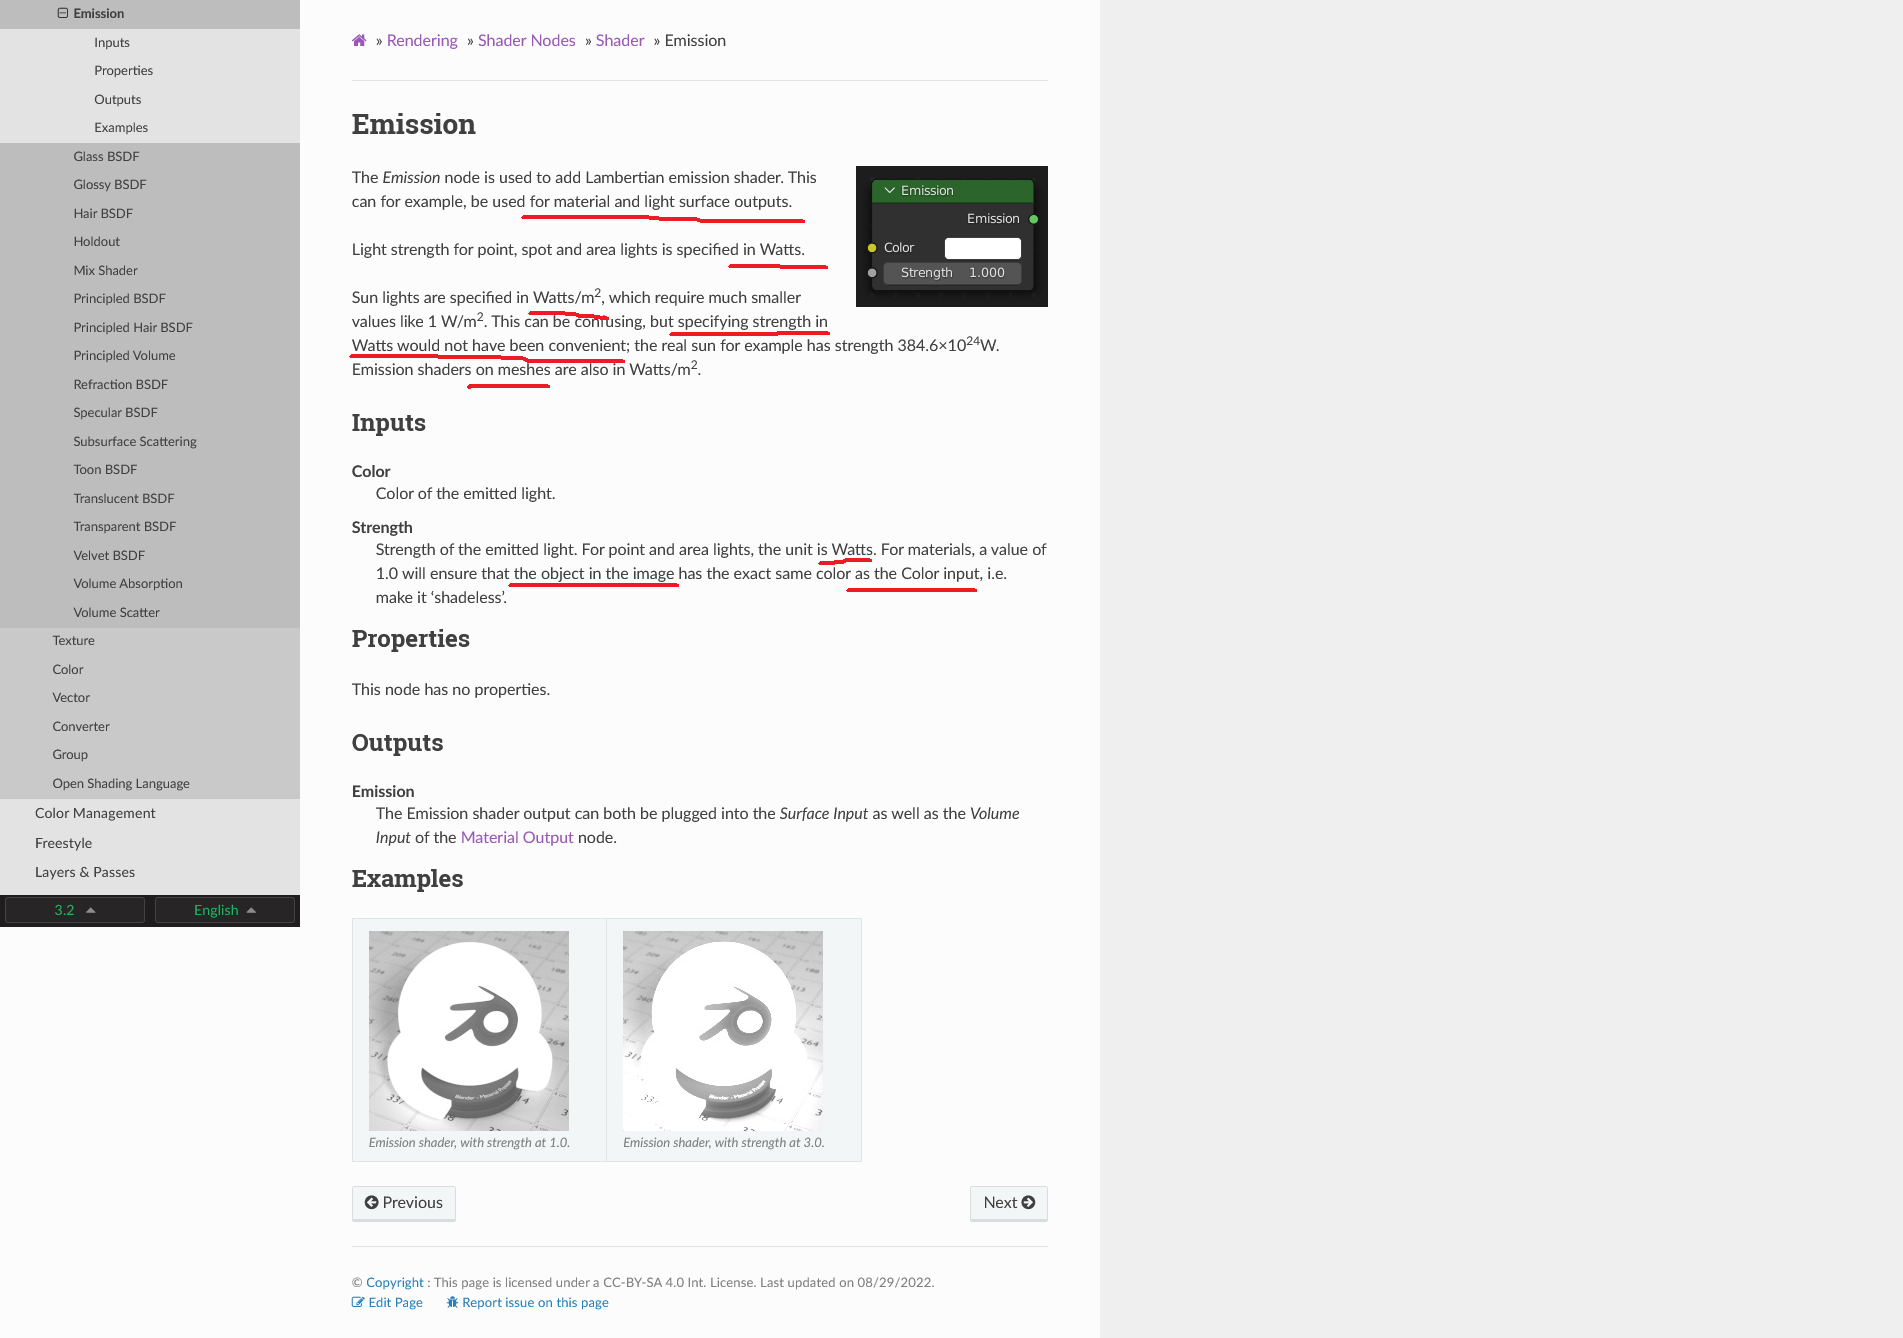 Emission
Inputs
Properties
Outputs
Examples
Glass BSDF
Glossy BSDF
Hair BSDF
Holdout
Mix Shader
Principled BSDF
Principled Hair BSDF
Principled Volume
Refraction BSDF
Specular BSDF
Subsurface Scattering
Toon BSDF
Translucent BSDF
Transparent BSDF
Velvet BSDF
Volume Absorption
Volume Scatter
Texture
Color
Vector
Converter
Group
Open Shading Language
Color Management
Freestyle
Layers & Passes
3.2 English
» Rendering » Shader Nodes » Shader » Emission
Emission
The Emission node is used to add Lambertian emission shader. This
can for example, be used for material and light surface outputs.
Light strength for point, spot and area lights is specified in Watts.
Sun lights are specified in Watts/m², which require much smaller
values like 1 W/m². This can be confusing, but specifying strength in
Watts would not have been convenient; the real sun for example has strength 384.6×10²⁴W.
Emission shaders on meshes are also in Watts/m².
Emission
Emission
Color
Strength 1.000
Inputs
Color
Color of the emitted light.
Strength
Strength of the emitted light. For point and area lights, the unit is Watts. For materials, a value of
1.0 will ensure that the object in the image has the exact same color as the Color input, i.e.
make it ‘shadeless’.
Properties
This node has no properties.
Outputs
Emission
The Emission shader output can both be plugged into the Surface Input as well as the Volume
Input of the Material Output node.
Examples
Emission shader, with strength at 1.0.
Emission shader, with strength at 3.0.
Previous Next
© Copyright : This page is licensed under a CC-BY-SA 4.0 Int. License. Last updated on 08/29/2022.
Edit Page Report issue on this page